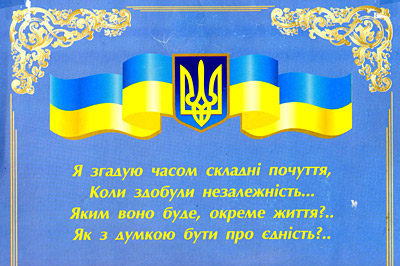 Я згадую часом складні почуття,
Коли здобули незалежність...
Яким воно буде, окреме життя?..
Як з думкою бути про єдність?..